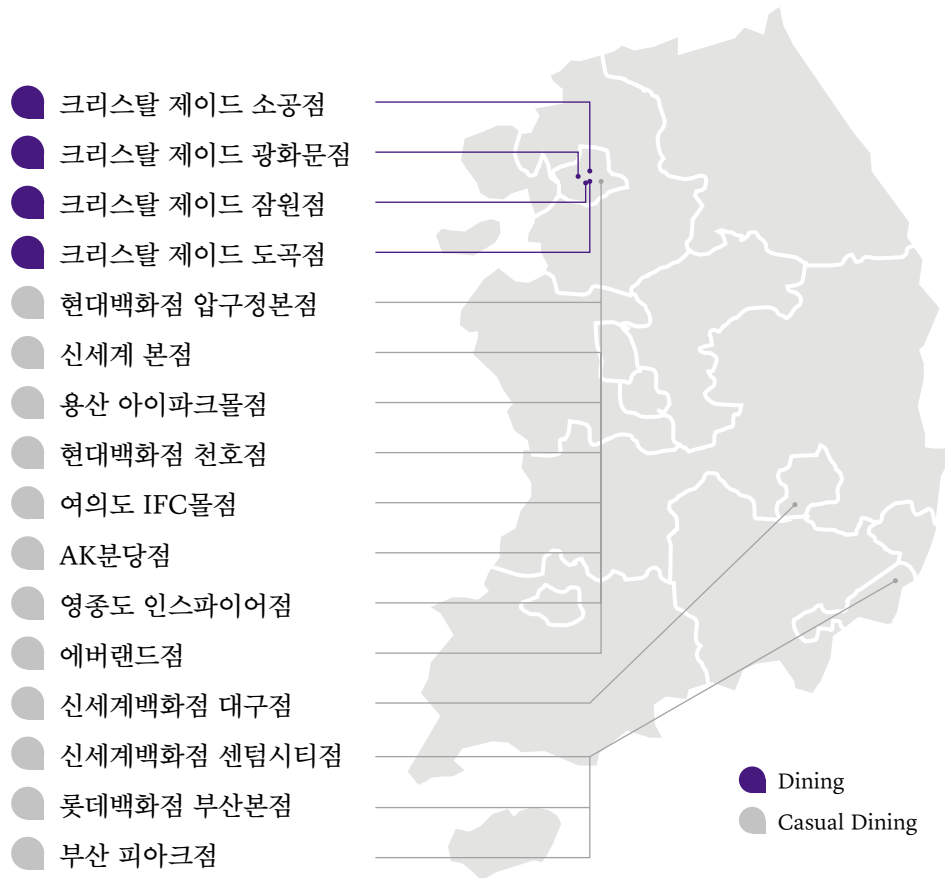 크리스탈 제이드 소공점
크리스탈 제이드 광화문점
크리스탈 제이드 잠원점
크리스탈 제이드 도곡점
현대백화점 압구정본점
신세계 본점
용산 아이파크몰점
현대백화점 천호점
여의도 IFC몰점
AK분당점
영종도 인스파이어점
에버랜드점
신세계백화점 대구점
신세계백화점 센텀시티점
롯데백화점 부산본점
부산 피아크점
Dining
Casual Dining